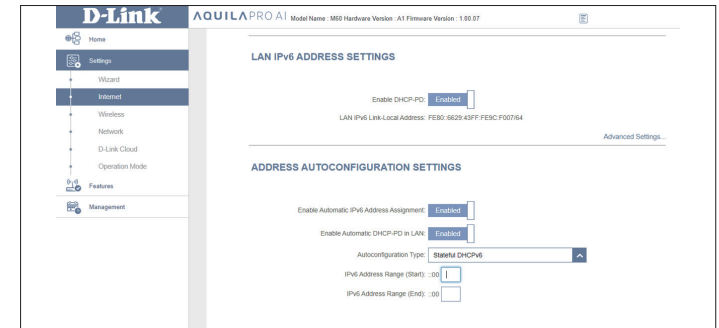 D-Link
AQUILA PRO AI Model Name : M60 Hardware Version : A1 Firmware Version : 1.00.07
Home
Settings
Wizard
Internet
Wireless
Network
D-Link Cloud
Operation Mode
Features
Management
LAN IPv6 ADDRESS SETTINGS
Enable DHCP-PD: Enabled
LAN IPv6 Link-Local Address: FE80::6629:43FF:FE9C:F007/64
Advanced Settings...
ADDRESS AUTOCONFIGURATION SETTINGS
Enable Automatic IPv6 Address Assignment: Enabled
Enable Automatic DHCP-PD in LAN: Enabled
Autoconfiguration Type: Stateful DHCPv6
IPv6 Address Range (Start): ::00
IPv6 Address Range (End): ::00